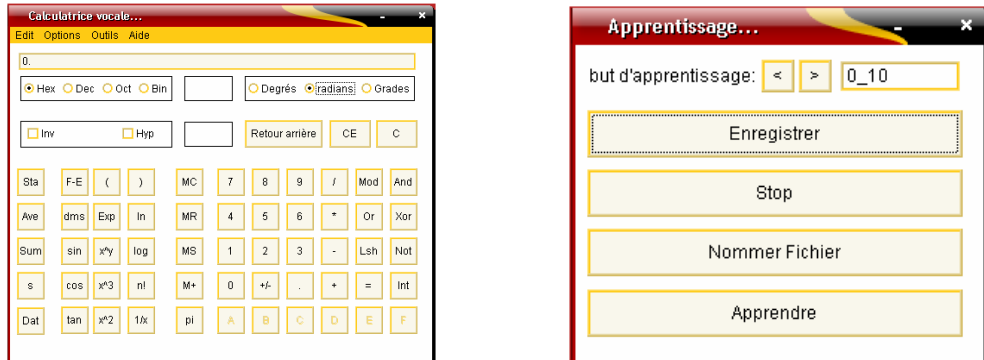 Calculatrice vocale...
Edit Options Outils Aide
0.
Hex Dec Oct Bin Degrés radians Grades
Inv Hyp Retour arrière CE C
Sta F-E ( ) MC 7 8 9 / Mod And
Ave dms Exp ln MR 4 5 6 * Or Xor
Sum sin x^y log MS 1 2 3 - Lsh Not
s cos x^3 n! M+ 0 +/- . + = Int
Dat tan x^2 1/x pi A B C D E F
Apprentissage...
but d'apprentissage: < > 0_10
Enregistrer
Stop
Nommer Fichier
Apprendre